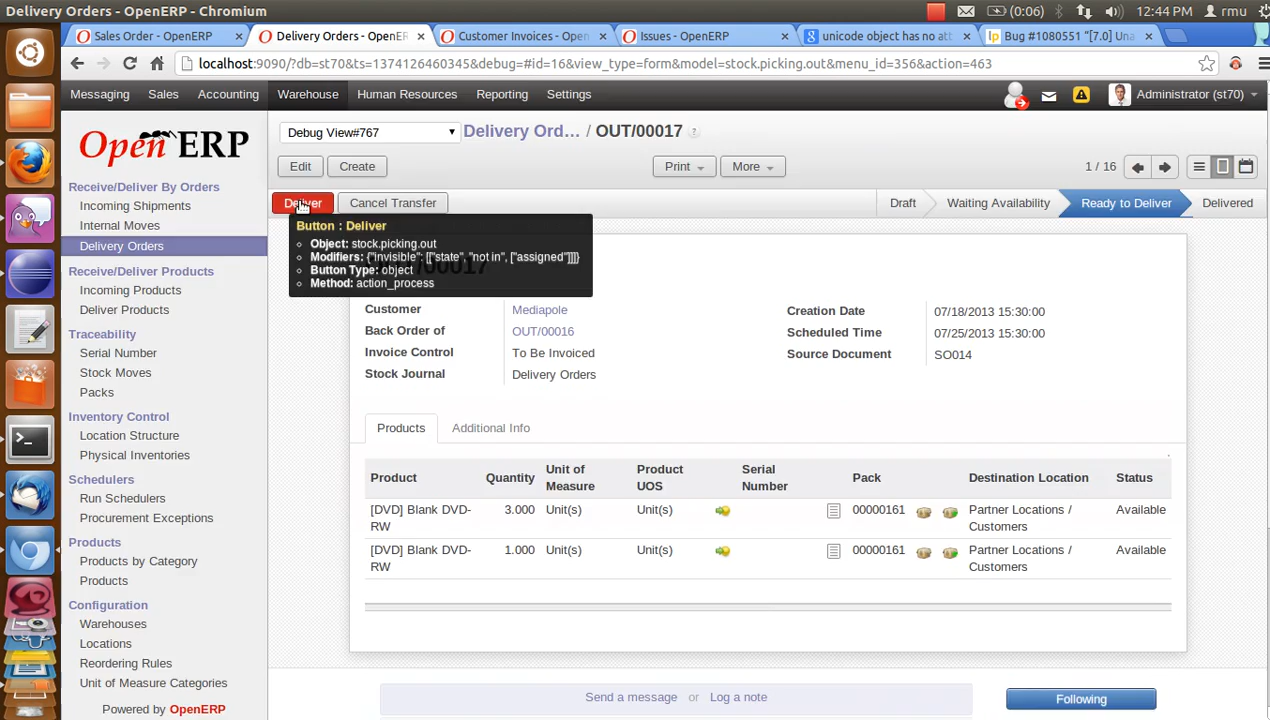 Delivery Orders - OpenERP - Chromium
(0:06)
12:44 PM
rmu
Sales Order - OpenERP ×
Delivery Orders - OpenER ×
Customer Invoices - Open ×
Issues - OpenERP ×
unicode object has no att ×
Bug #1080551 “[7.0] Una ×
localhost:9090/?db=st70&ts=1374126460345&debug=#id=16&view_type=form&model=stock.picking.out&menu_id=356&action=463
Messaging Sales Accounting Warehouse Human Resources Reporting Settings
Administrator (st70)
OpenERP
Receive/Deliver By Orders
Incoming Shipments
Internal Moves
Delivery Orders
Receive/Deliver Products
Incoming Products
Deliver Products
Traceability
Serial Number
Stock Moves
Packs
Inventory Control
Location Structure
Physical Inventories
Schedulers
Run Schedulers
Procurement Exceptions
Products
Products by Category
Products
Configuration
Warehouses
Locations
Reordering Rules
Unit of Measure Categories
Powered by OpenERP
Debug View#767
Delivery Ord... / OUT/00017 ?
Edit Create
Print More
1 / 16
Deliver Cancel Transfer
Draft Waiting Availability Ready to Deliver Delivered
Button : Deliver
Object: stock.picking.out
Modifiers: {"invisible": [["state", "not in", ["assigned"]]]}
Button Type: object
Method: action_process
Customer Mediapole
Back Order of OUT/00016
Invoice Control To Be Invoiced
Stock Journal Delivery Orders
Creation Date 07/18/2013 15:30:00
Scheduled Time 07/25/2013 15:30:00
Source Document SO014
Products Additional Info
Product Quantity Unit of Measure Product UOS Serial Number Pack Destination Location Status
[DVD] Blank DVD-RW 3.000 Unit(s) Unit(s) 00000161 Partner Locations / Customers Available
[DVD] Blank DVD-RW 1.000 Unit(s) Unit(s) 00000161 Partner Locations / Customers Available
Send a message or Log a note
Following